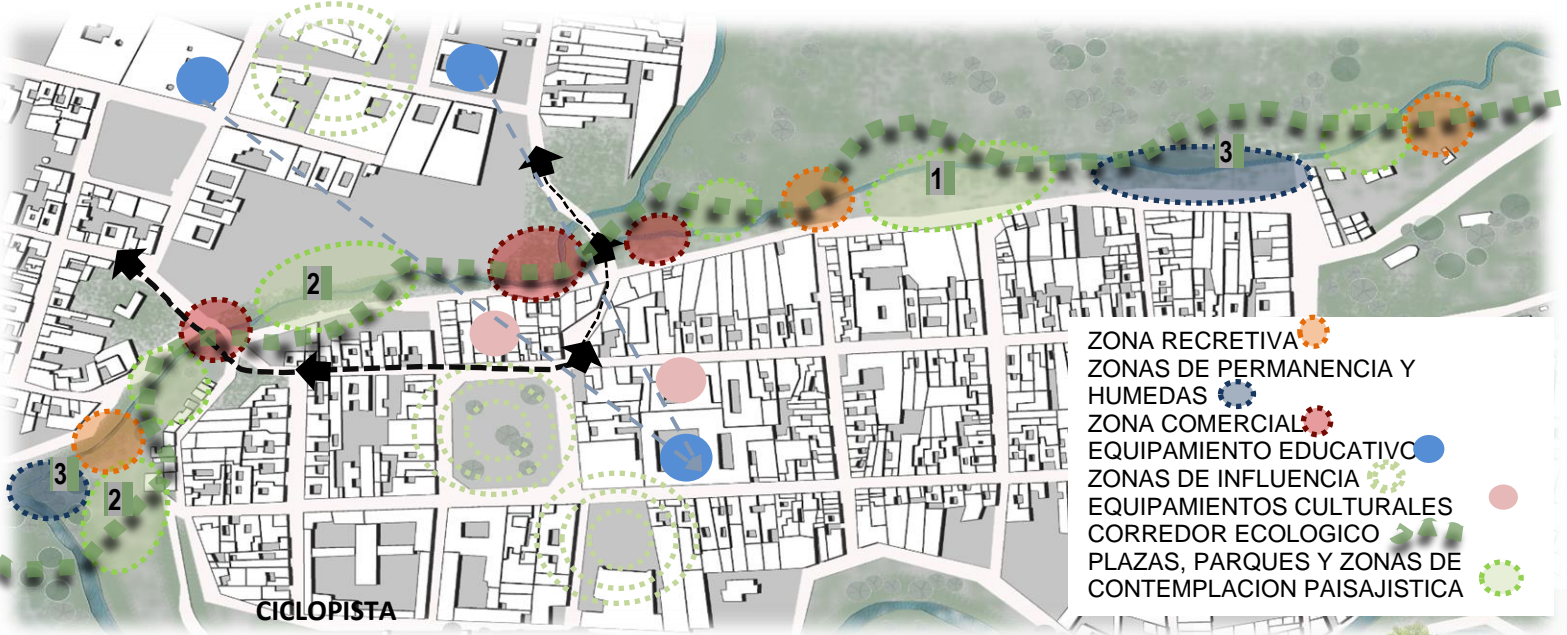 3
1
2
3
2
ZONA RECRETIVA
ZONAS DE PERMANENCIA Y
HUMEDAS
ZONA COMERCIAL
EQUIPAMIENTO EDUCATIVO
ZONAS DE INFLUENCIA
EQUIPAMIENTOS CULTURALES
CORREDOR ECOLOGICO
PLAZAS, PARQUES Y ZONAS DE
CONTEMPLACION PAISAJISTICA
CICLOPISTA